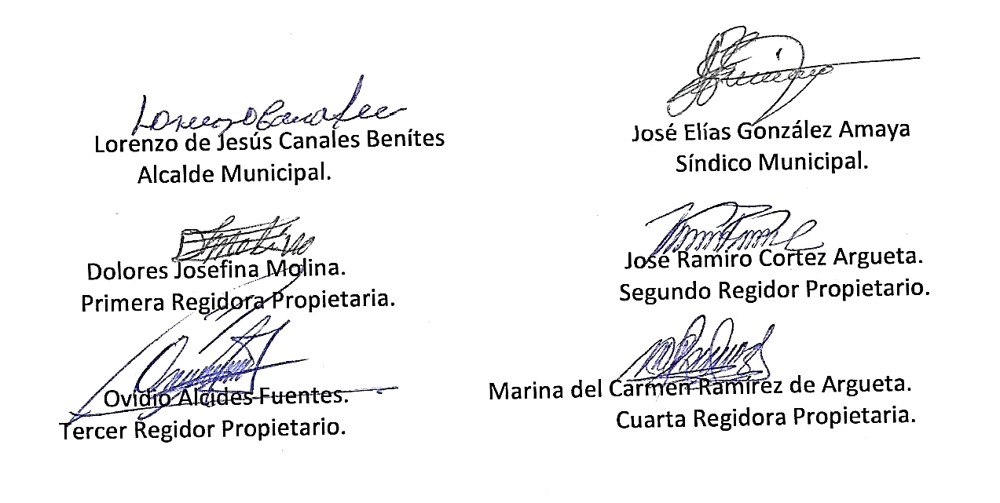 Lorenzo Canales
Lorenzo de Jesús Canales Benítes
Alcalde Municipal.
José Elías González Amaya
Síndico Municipal.
Dolores Josefina Molina.
Primera Regidora Propietaria.
José Ramiro Cortez Argueta.
Segundo Regidor Propietario.
Ovidio Alcides Fuentes.
Tercer Regidor Propietario.
Marina del Carmen Ramírez de Argueta.
Cuarta Regidora Propietaria.